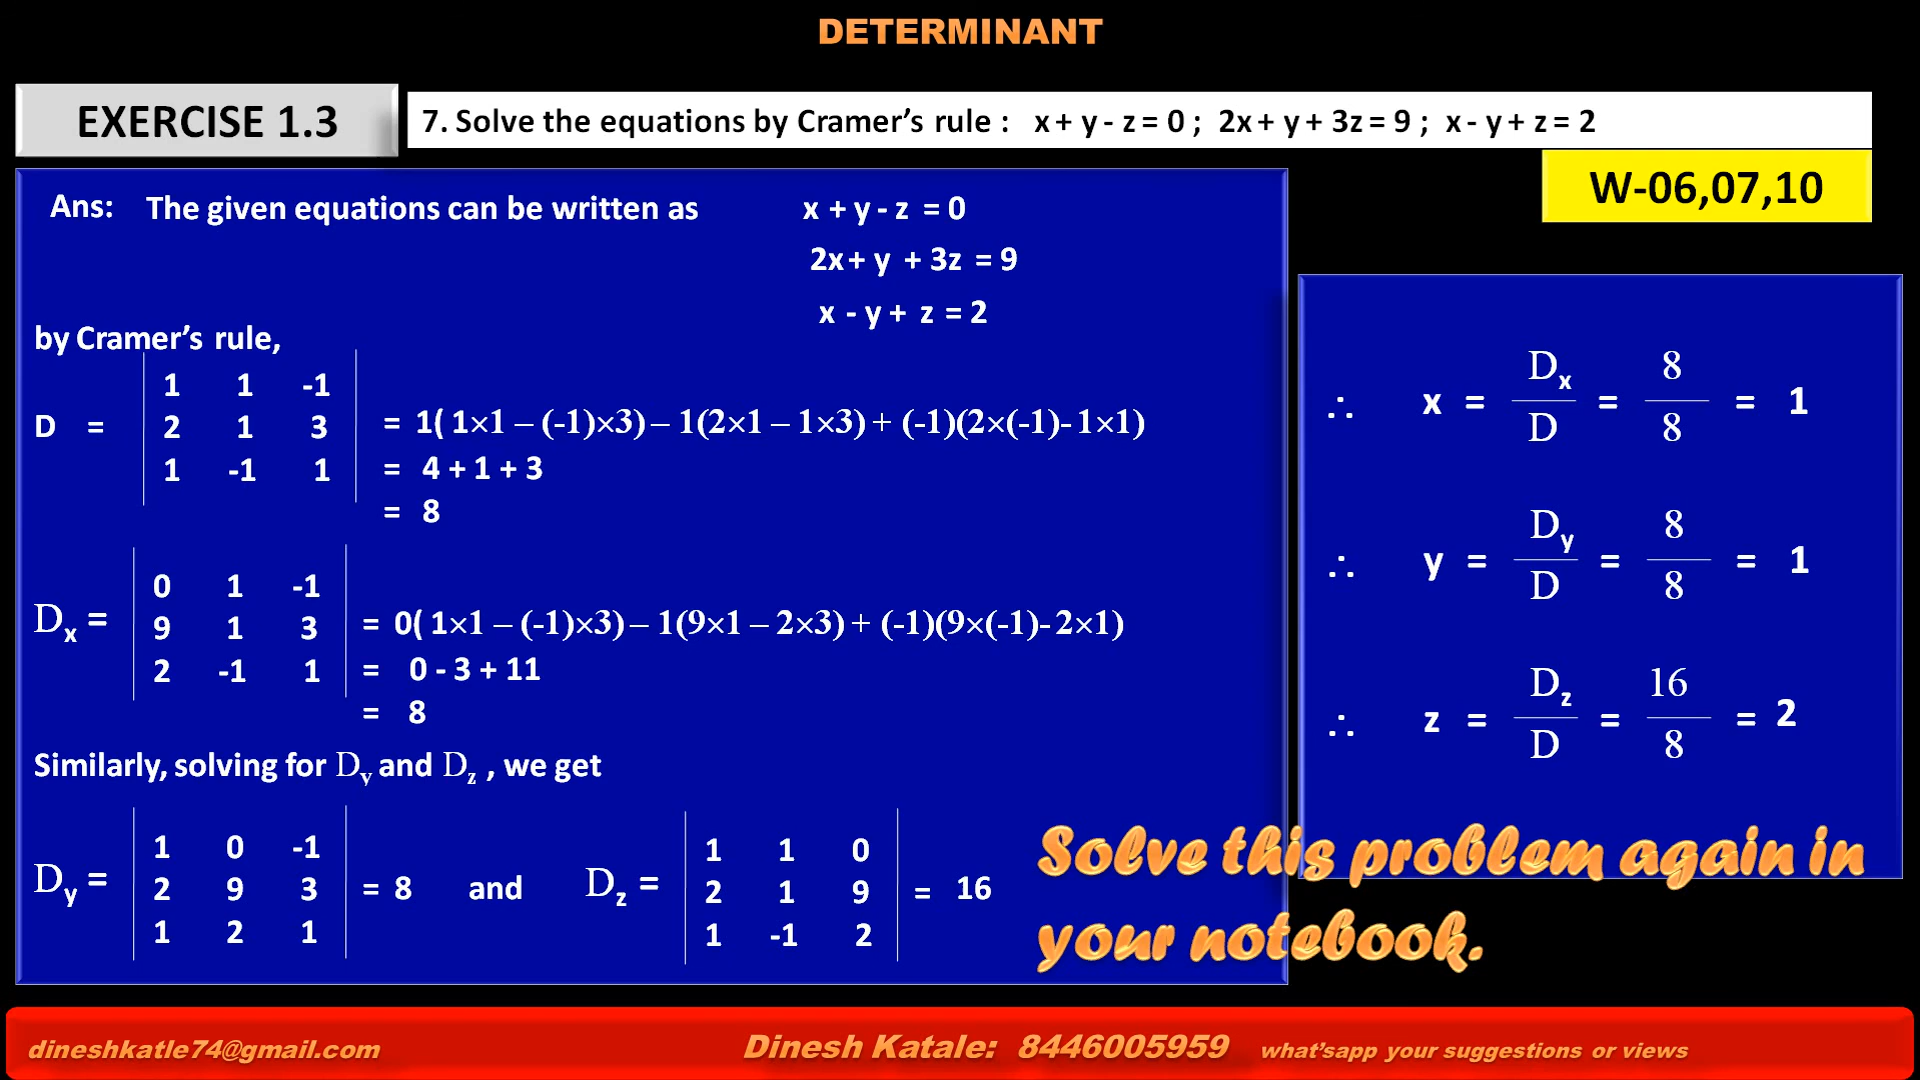 DETERMINANT
EXERCISE 1.3
7. Solve the equations by Cramer’s rule : x + y - z = 0 ; 2x + y + 3z = 9 ; x - y + z = 2
W-06,07,10
Ans: The given equations can be written as x + y - z = 0
2x + y + 3z = 9
x - y + z = 2
by Cramer’s rule,
1 1 -1
D = 2 1 3 = 1( 1×1 – (-1)×3) – 1(2×1 – 1×3) + (-1)(2×(-1)- 1×1)
1 -1 1 = 4 + 1 + 3
= 8
0 1 -1
Dx = 9 1 3 = 0( 1×1 – (-1)×3) – 1(9×1 – 2×3) + (-1)(9×(-1)- 2×1)
2 -1 1 = 0 - 3 + 11
= 8
Similarly, solving for Dy and Dz , we get
1 0 -1 1 1 0
Dy = 2 9 3 = 8 and Dz = 2 1 9 = 16
1 2 1 1 -1 2
Dx 8
∴ x = = = 1
D 8
Dy 8
∴ y = = = 1
D 8
Dz 16
∴ z = = = 2
D 8
Solve this problem again in
your notebook.
dineshkatle74@gmail.com Dinesh Katale: 8446005959 what’sapp your suggestions or views